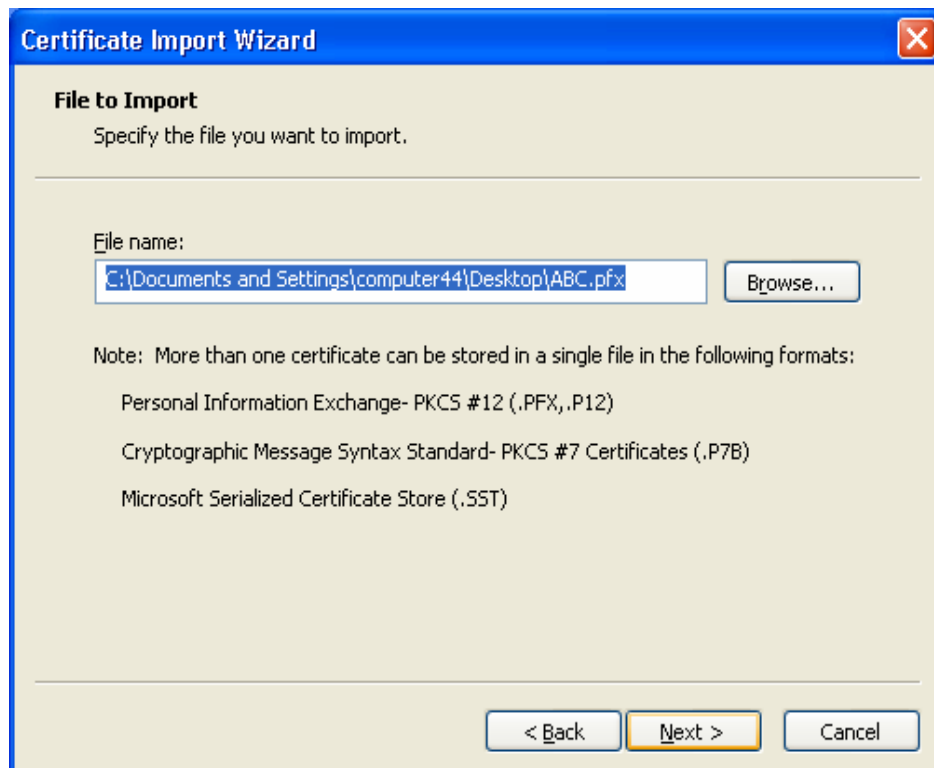 Certificate Import Wizard
File to Import
Specify the file you want to import.
File name:
C:\Documents and Settings\computer44\Desktop\ABC.pfx
Browse...
Note: More than one certificate can be stored in a single file in the following formats:
Personal Information Exchange- PKCS #12 (.PFX,.P12)
Cryptographic Message Syntax Standard- PKCS #7 Certificates (.P7B)
Microsoft Serialized Certificate Store (.SST)
< Back Next > Cancel